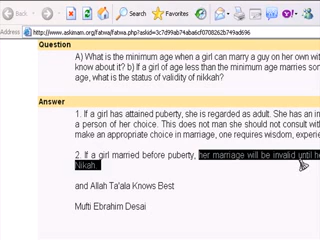 Search
Favorites
Address
http://www.askimam.org/fatwa/fatwa.php?askid=3c7d99ab74aba6cf0708262b749ad696
Question
A) What is the minimum age when a girl can marry a guy on her own wit
know about it? b) If a girl of age less than the minimum age marries som
age, what is the status of validity of nikkah?
Answer
1. If a girl has attained puberty, she is regarded as adult. She has an in
a person of her choice. This does not man she should not consult with
make an appropriate choice in marriage, one requires wisdom, experie
2. If a girl married before puberty, her marriage will be invalid until he
Nikah.
and Allah Ta'ala Knows Best
Mufti Ebrahim Desai